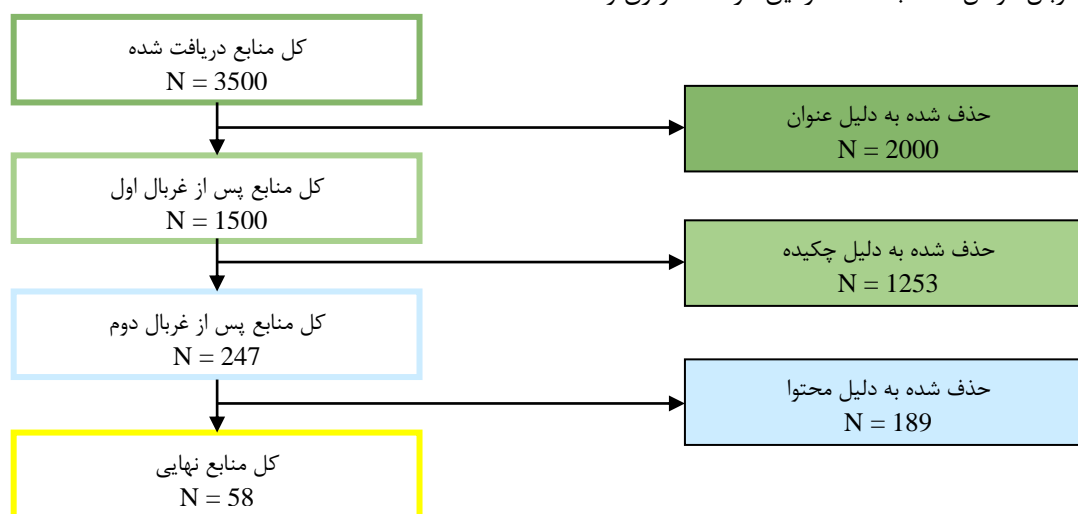 کل منابع دریافت شده
N = 3500
حذف شده به دلیل عنوان
N = 2000
کل منابع پس از غربال اول
N = 1500
حذف شده به دلیل چکیده
N = 1253
کل منابع پس از غربال دوم
N = 247
حذف شده به دلیل محتوا
N = 189
کل منابع نهایی
N = 58